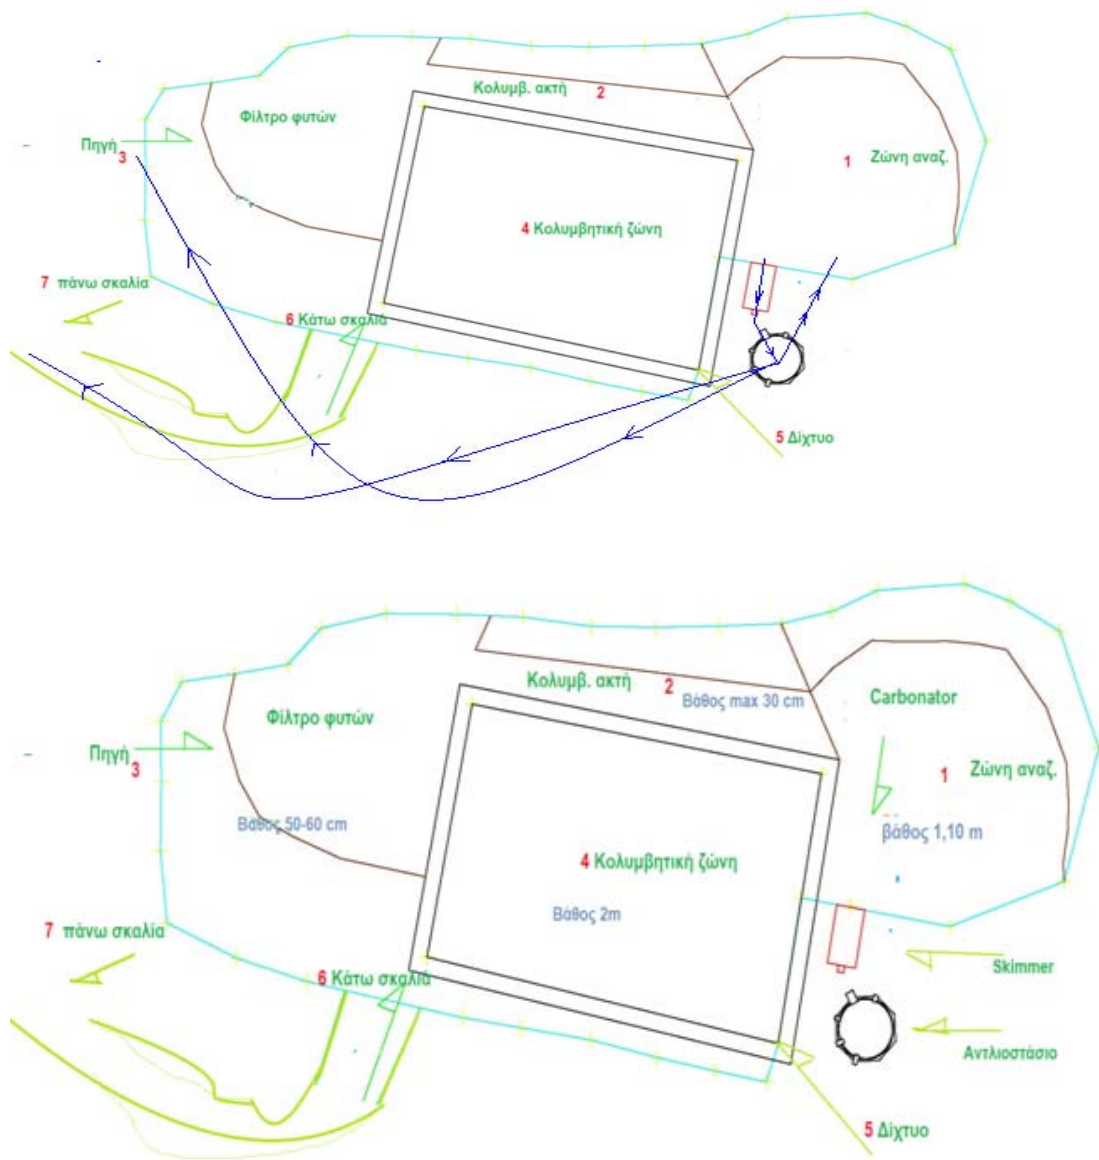 Κολυμβ. ακτή 2
Φίλτρο φυτών
Πηγή
3
1 Ζώνη αναζ.
4 Κολυμβητική ζώνη
7 πάνω σκαλία
6 Κάτω σκαλία
5 Δίχτυο
Κολυμβ. ακτή 2
Βάθος max 30 cm
Carbonator
Φίλτρο φυτών
Πηγή
3
1 Ζώνη αναζ.
Βάθος 50-60 cm
βάθος 1,10 m
4 Κολυμβητική ζώνη
Βάθος 2m
7 πάνω σκαλία
6 Κάτω σκαλία
Skimmer
Αντλιοστάσιο
5 Δίχτυο